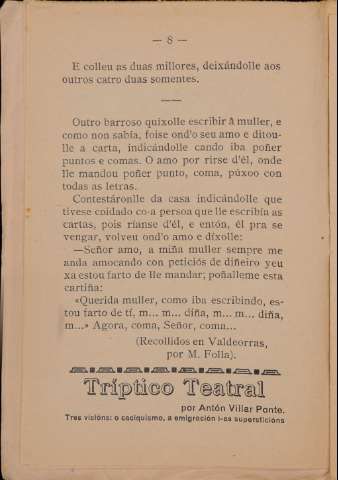 — 8 —
E colleu as duas millores, deixándolle aos
outros catro duas somentes.
Outro barroso quixolle escribir â muller, e
como non sabía, foise ond'o seu amo e ditou-
lle a carta, indicándolle cando iba poñer
puntos e comas. O amo por rirse d'él, onde
lle mandou poñer punto, coma, púxoo con
todas as letras.
Contestáronlle da casa indicándolle que
tivese coidado co-a persoa que lle escribía as
cartas, pois ríanse d'él, e entón, él pra se
vengar, volveu ond'o amo e díxolle:
—Señor amo, a miña muller sempre me
anda amocando con peticiós de diñeiro yeu
xa estou farto de lle mandar; poñalleme esta
cartiña:
«Querida muller, como iba escribindo, es-
tou farto de tí, m... m... diña, m... m... diña,
m...» Agora, coma, Señor, coma...
(Recollidos en Valdeorras,
por M. Folla).
Tríptico Teatral
por Antón Villar Ponte.
Tres visións: o caciquismo, a emigración i-as supersticións